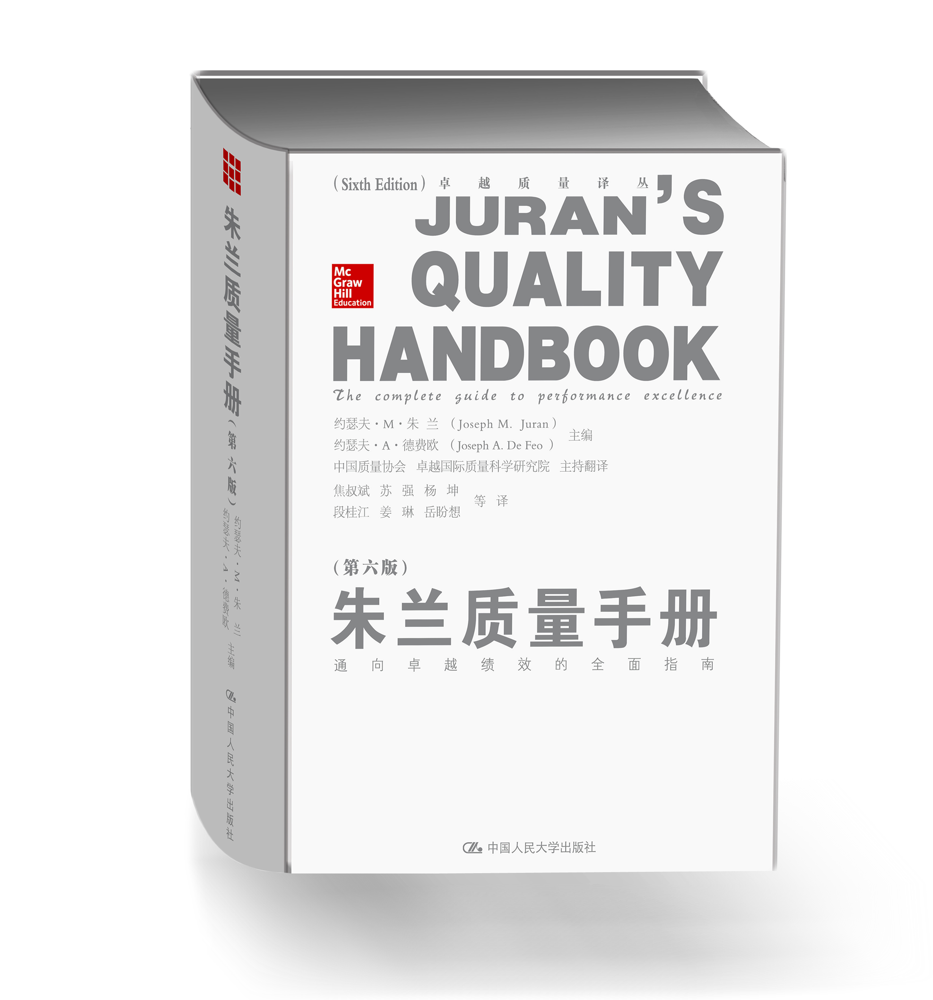 朱兰质量手册(第六版)
约瑟夫·M·朱 兰
约瑟夫·A·德费欧
主编
中国人民大学出版社
(Sixth Edition) 卓越质量译丛
JURAN'S
QUALITY
Mc
Graw
Hill
Education
HANDBOOK
The complete guide to performance excellence
约瑟夫·M·朱 兰 (Joseph M. Juran)
约瑟夫·A·德费欧 (Joseph A. De Feo )
主编
中国质量协会 卓越国际质量科学研究院 主持翻译
焦叔斌 苏 强 杨 坤
段桂江 姜 琳 岳盼想
等 译
(第六版)
朱兰质量手册
通向卓越绩效的全面指南
中国人民大学出版社